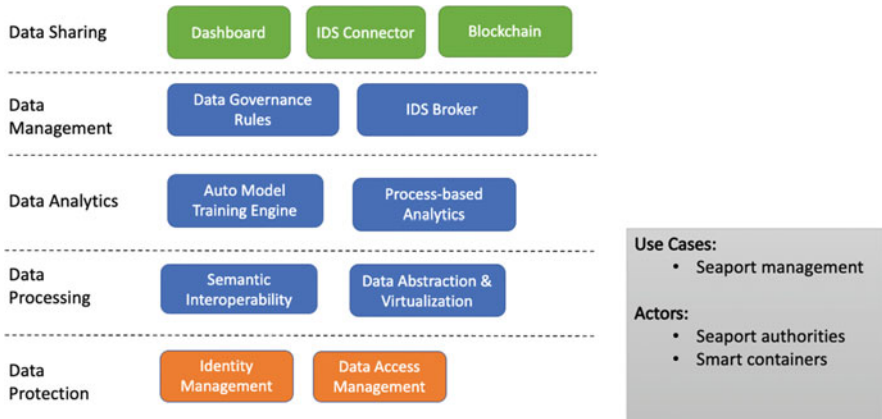 Data Sharing
Dashboard
IDS Connector
Blockchain
Data
Management
Data Governance
Rules
IDS Broker
Data Analytics
Auto Model
Training Engine
Process-based
Analytics
Data
Processing
Semantic
Interoperability
Data Abstraction &
Virtualization
Data
Protection
Identity
Management
Data Access
Management
Use Cases:
• Seaport management
Actors:
• Seaport authorities
• Smart containers